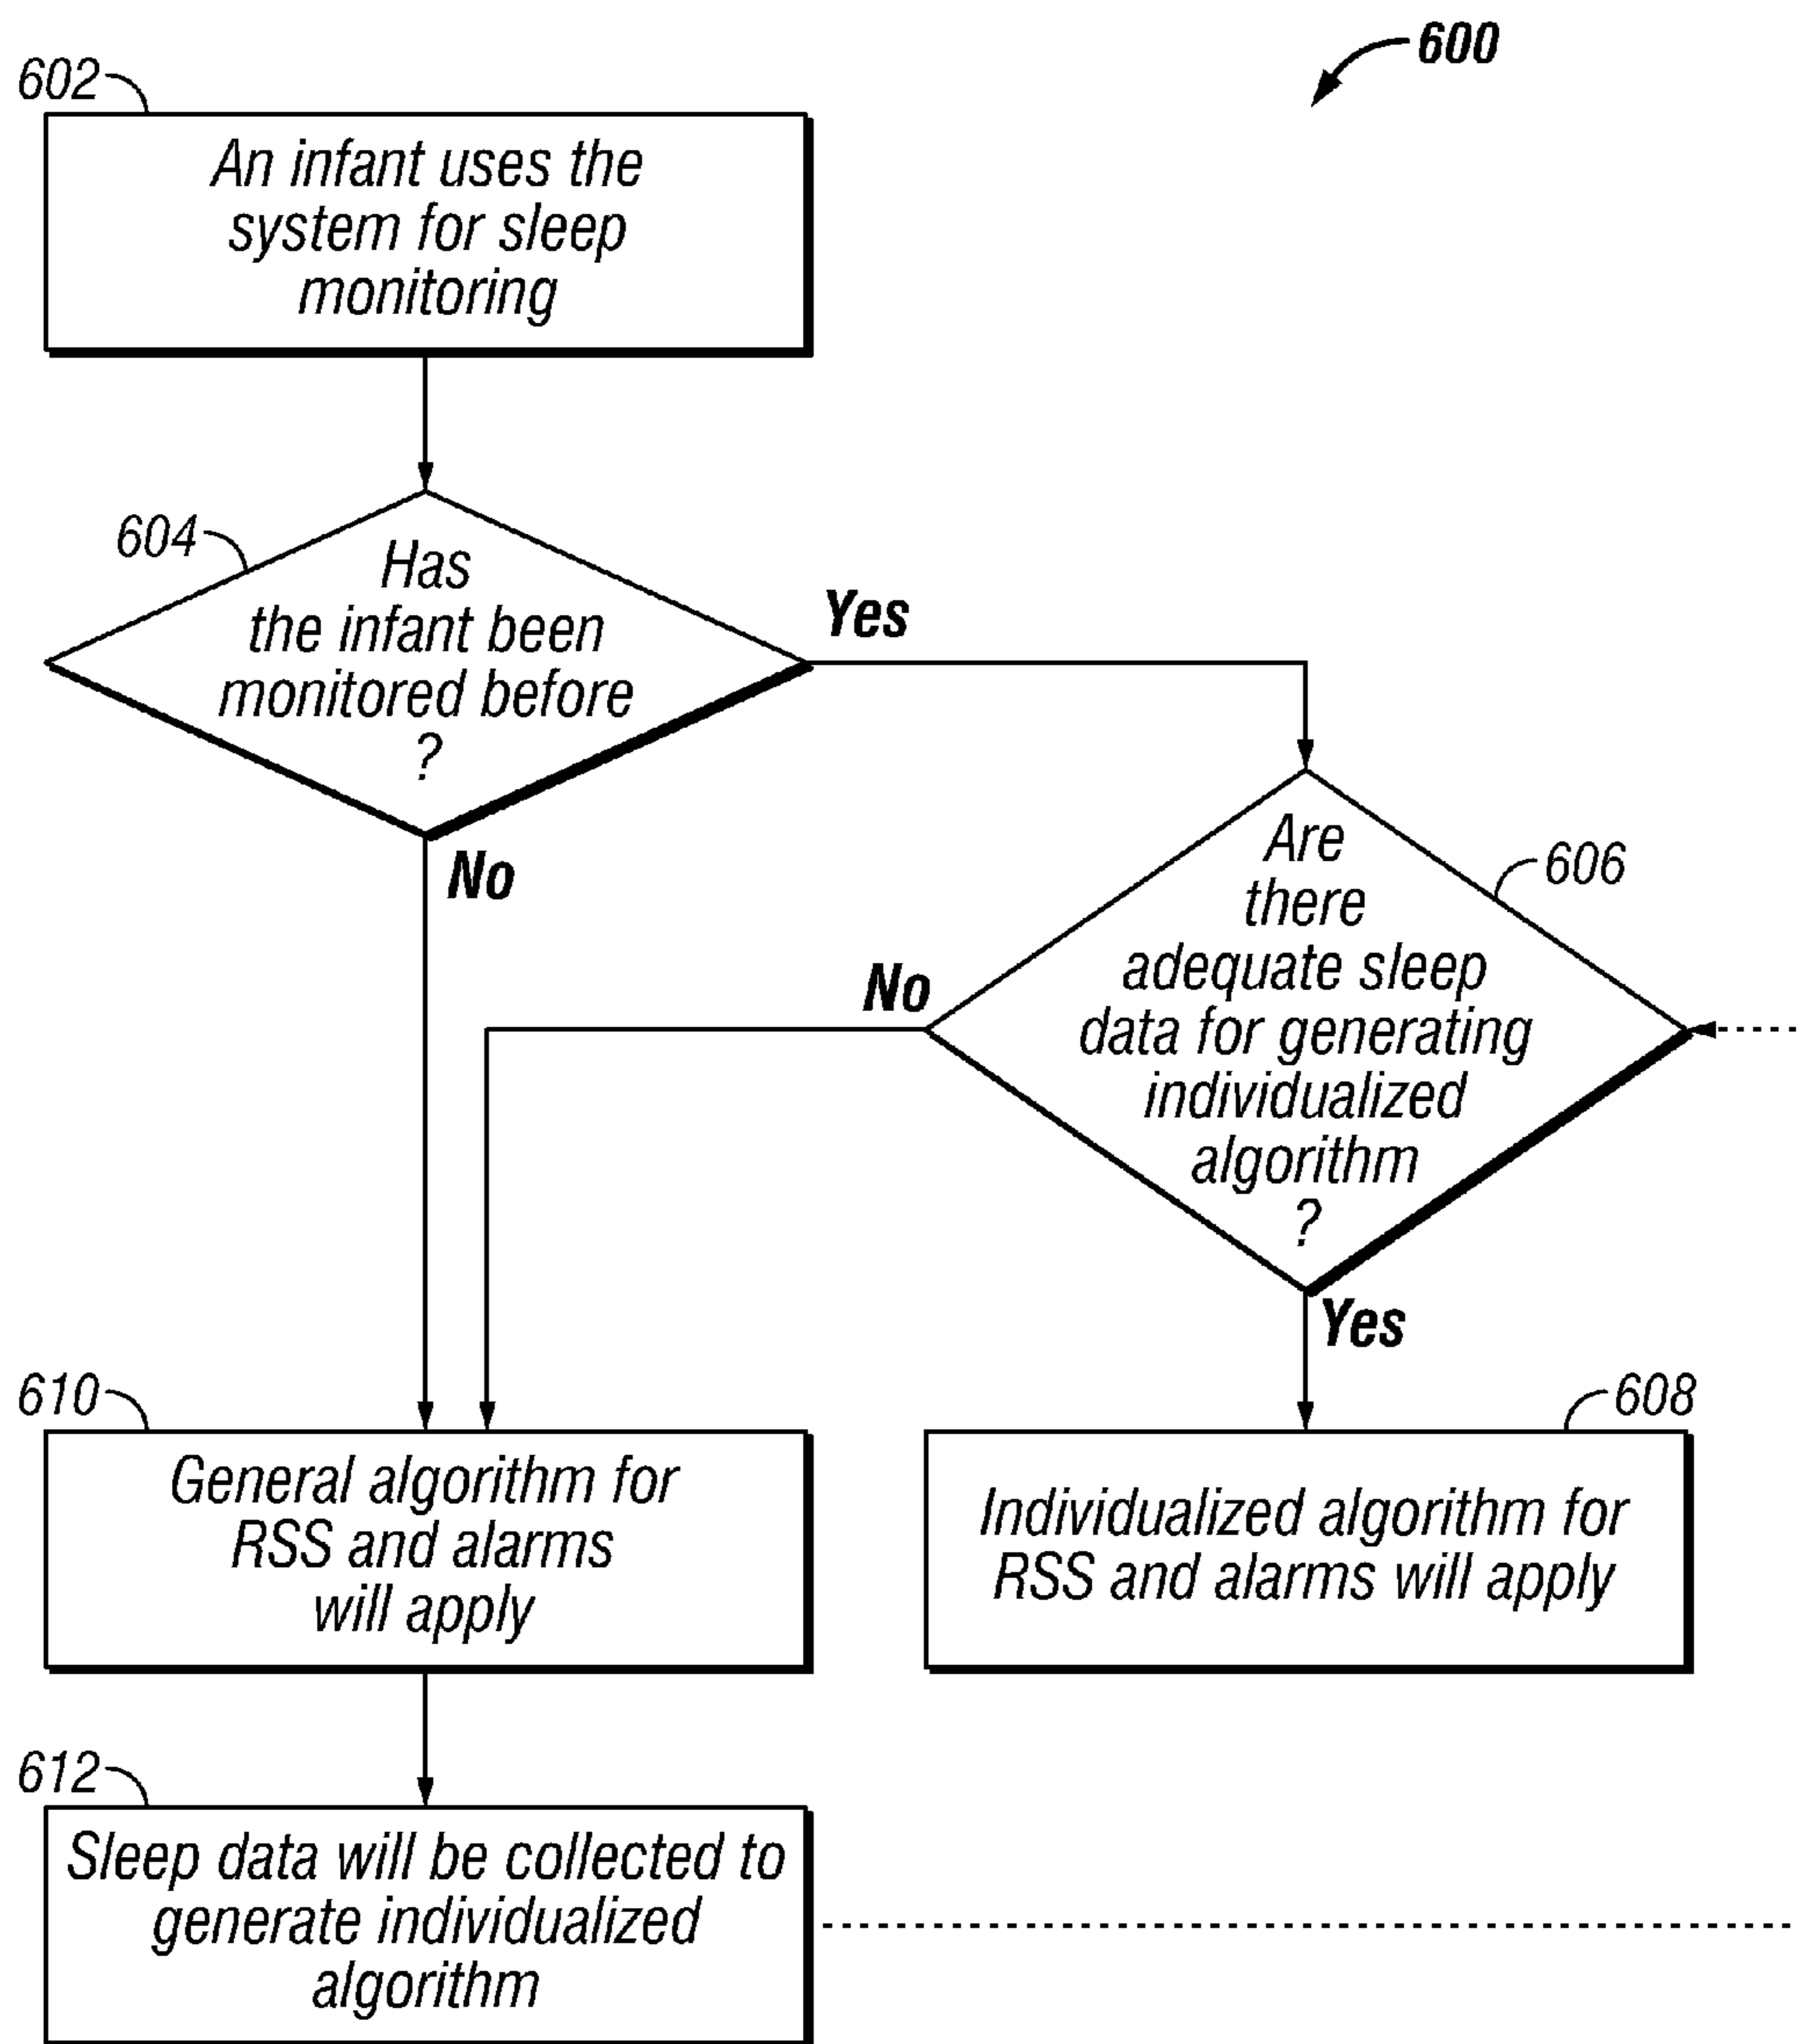 600
602
An infant uses the
system for sleep
monitoring
604
Has
the infant been
monitored before
?
Yes
No
606
Are
there
adequate sleep
data for generating
individualized
algorithm
?
No
Yes
610
General algorithm for
RSS and alarms
will apply
608
Individualized algorithm for
RSS and alarms will apply
612
Sleep data will be collected to
generate individualized
algorithm